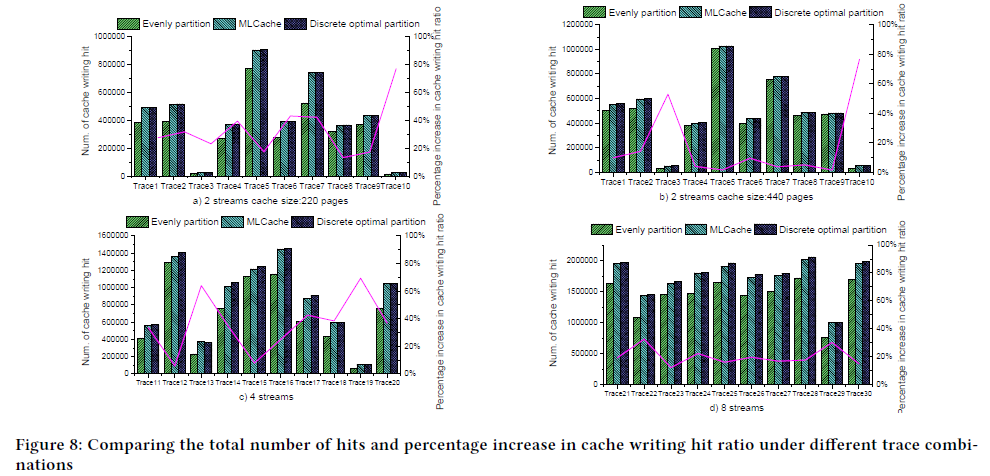 Evenly partition MLCache Discrete optimal partition
1000000
800000
600000
400000
200000
0
100%
80%
60%
40%
20%
0%
Num. of cache writing hit
Percentage increase in cache writing hit ratio
Trace1 Trace2 Trace3 Trace4 Trace5 Trace6 Trace7 Trace8 Trace9 Trace10
a) 2 streams cache size:220 pages
Evenly partition MLCache Discrete optimal partition
1200000
1000000
800000
600000
400000
200000
0
100%
80%
60%
40%
20%
0%
Num. of cache writing hit
Percentage increase in cache writing hit ratio
Trace1 Trace2 Trace3 Trace4 Trace5 Trace6 Trace7 Trace8 Trace9 Trace10
b) 2 streams cache size:440 pages
Evenly partition MLCache Discrete optimal partition
1600000
1400000
1200000
1000000
800000
600000
400000
200000
0
100%
80%
60%
40%
20%
0%
Num. of cache writing hit
Percentage increase in cache writing hit ratio
Trace11 Trace12 Trace13 Trace14 Trace15 Trace16 Trace17 Trace18 Trace19 Trace20
c) 4 streams
Evenly partition MLCache Discrete optimal partition
2000000
1500000
1000000
500000
0
100%
80%
60%
40%
20%
0%
Num. of cache writing hit
Percentage increase in cache writing hit ratio
Trace21 Trace22 Trace23 Trace24 Trace25 Trace26 Trace27 Trace28 Trace29 Trace30
d) 8 streams
Figure 8: Comparing the total number of hits and percentage increase in cache writing hit ratio under different trace combi-
nations